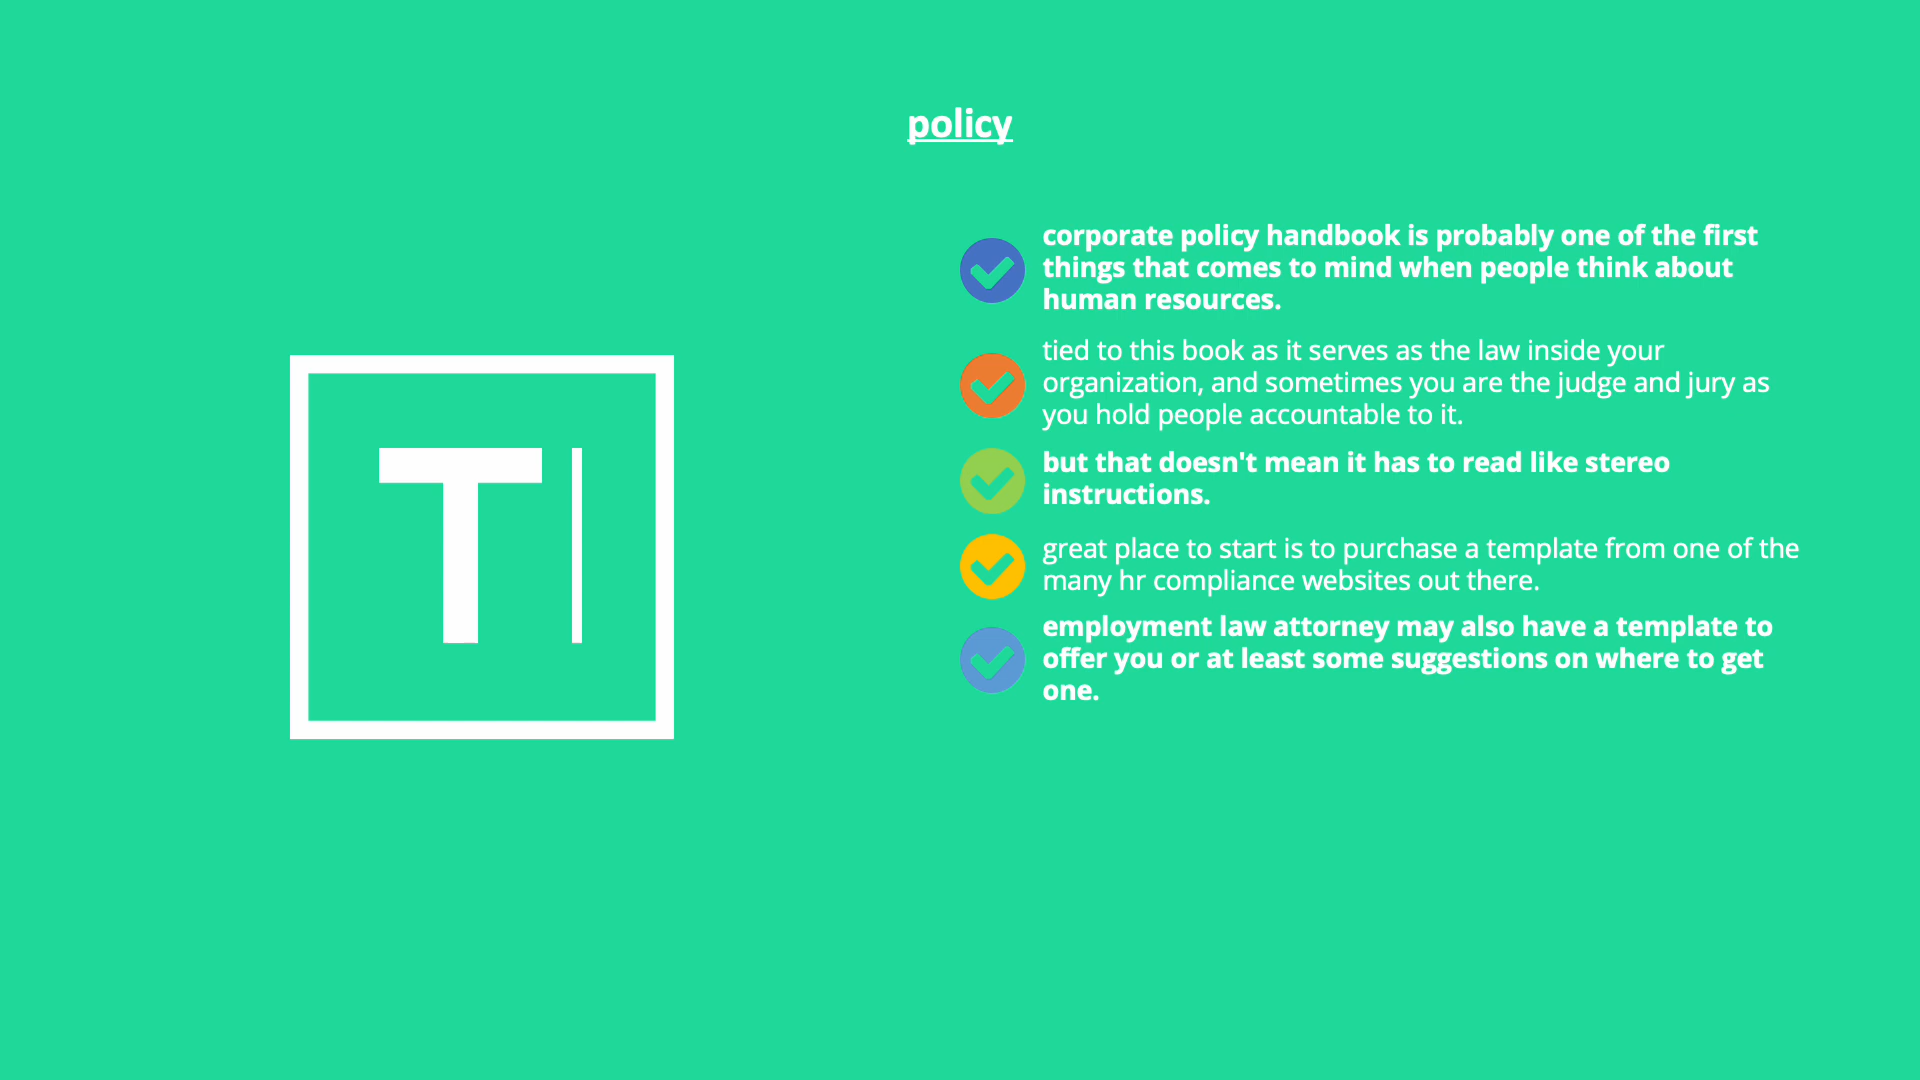 policy
corporate policy handbook is probably one of the first
things that comes to mind when people think about
human resources.
tied to this book as it serves as the law inside your
organization, and sometimes you are the judge and jury as
you hold people accountable to it.
but that doesn't mean it has to read like stereo
instructions.
great place to start is to purchase a template from one of the
many hr compliance websites out there.
employment law attorney may also have a template to
offer you or at least some suggestions on where to get
one.
T|